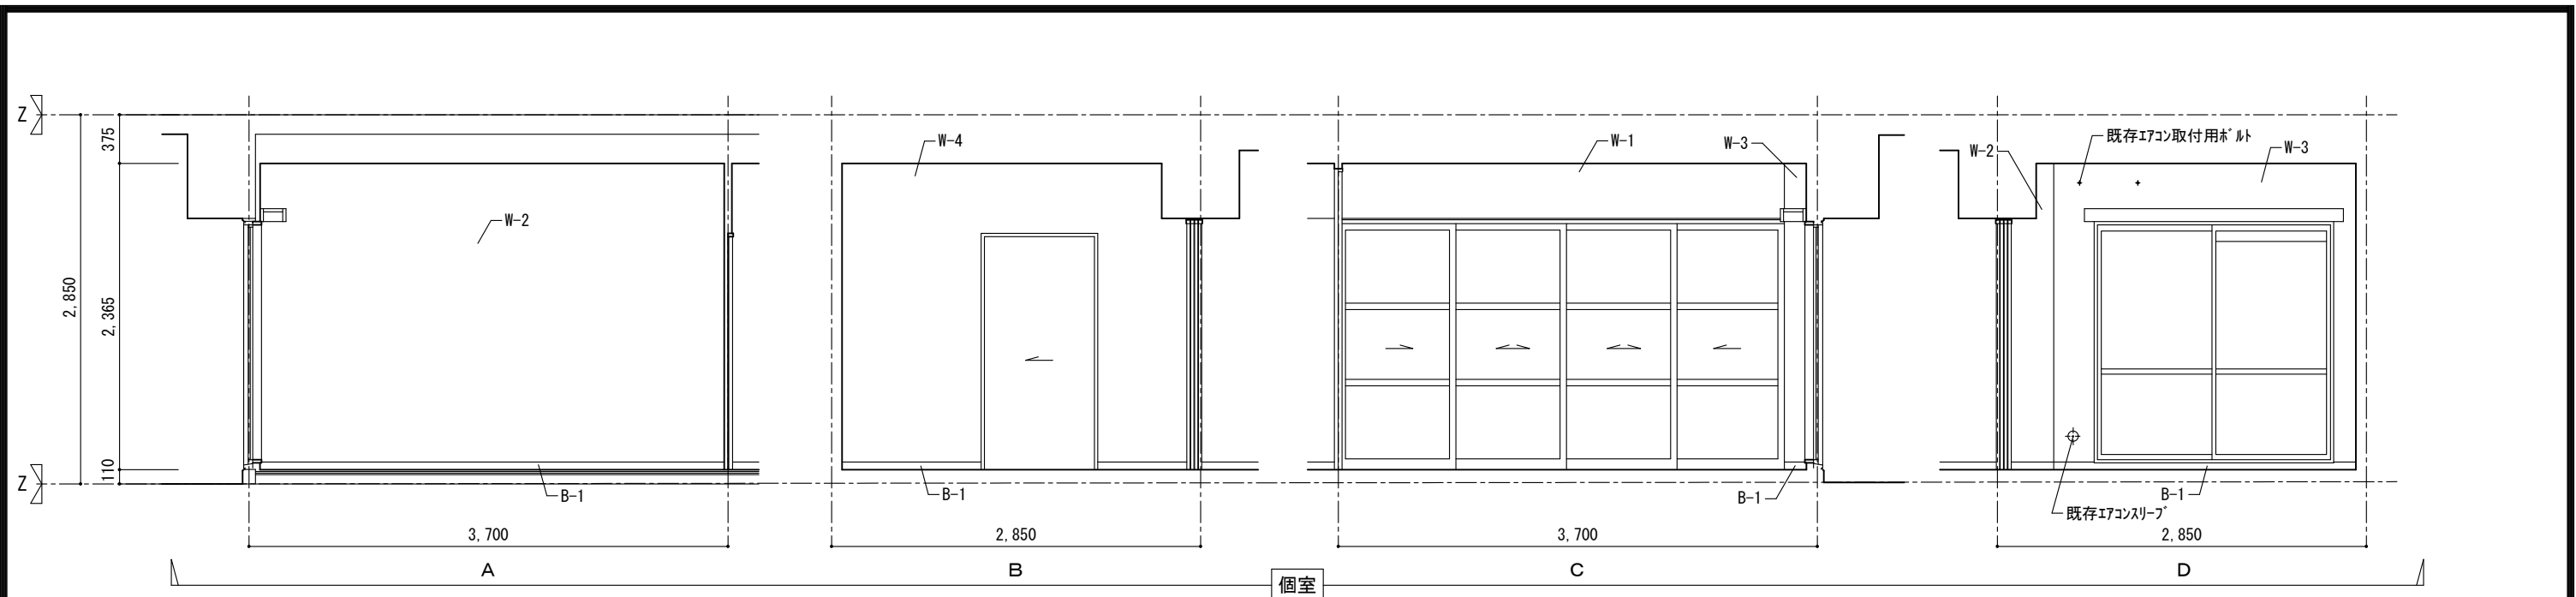 Z
375
W-4
W-1
W-3
既存ｴｱｺﾝ取付用ﾎﾞﾙﾄ
W-2
W-3
W-2
2,850
2,365
110
Z
B-1
B-1
B-1
B-1
既存ｴｱｺﾝｽﾘｰﾌﾞ
3,700
2,850
3,700
2,850
A
B
C
D
個室